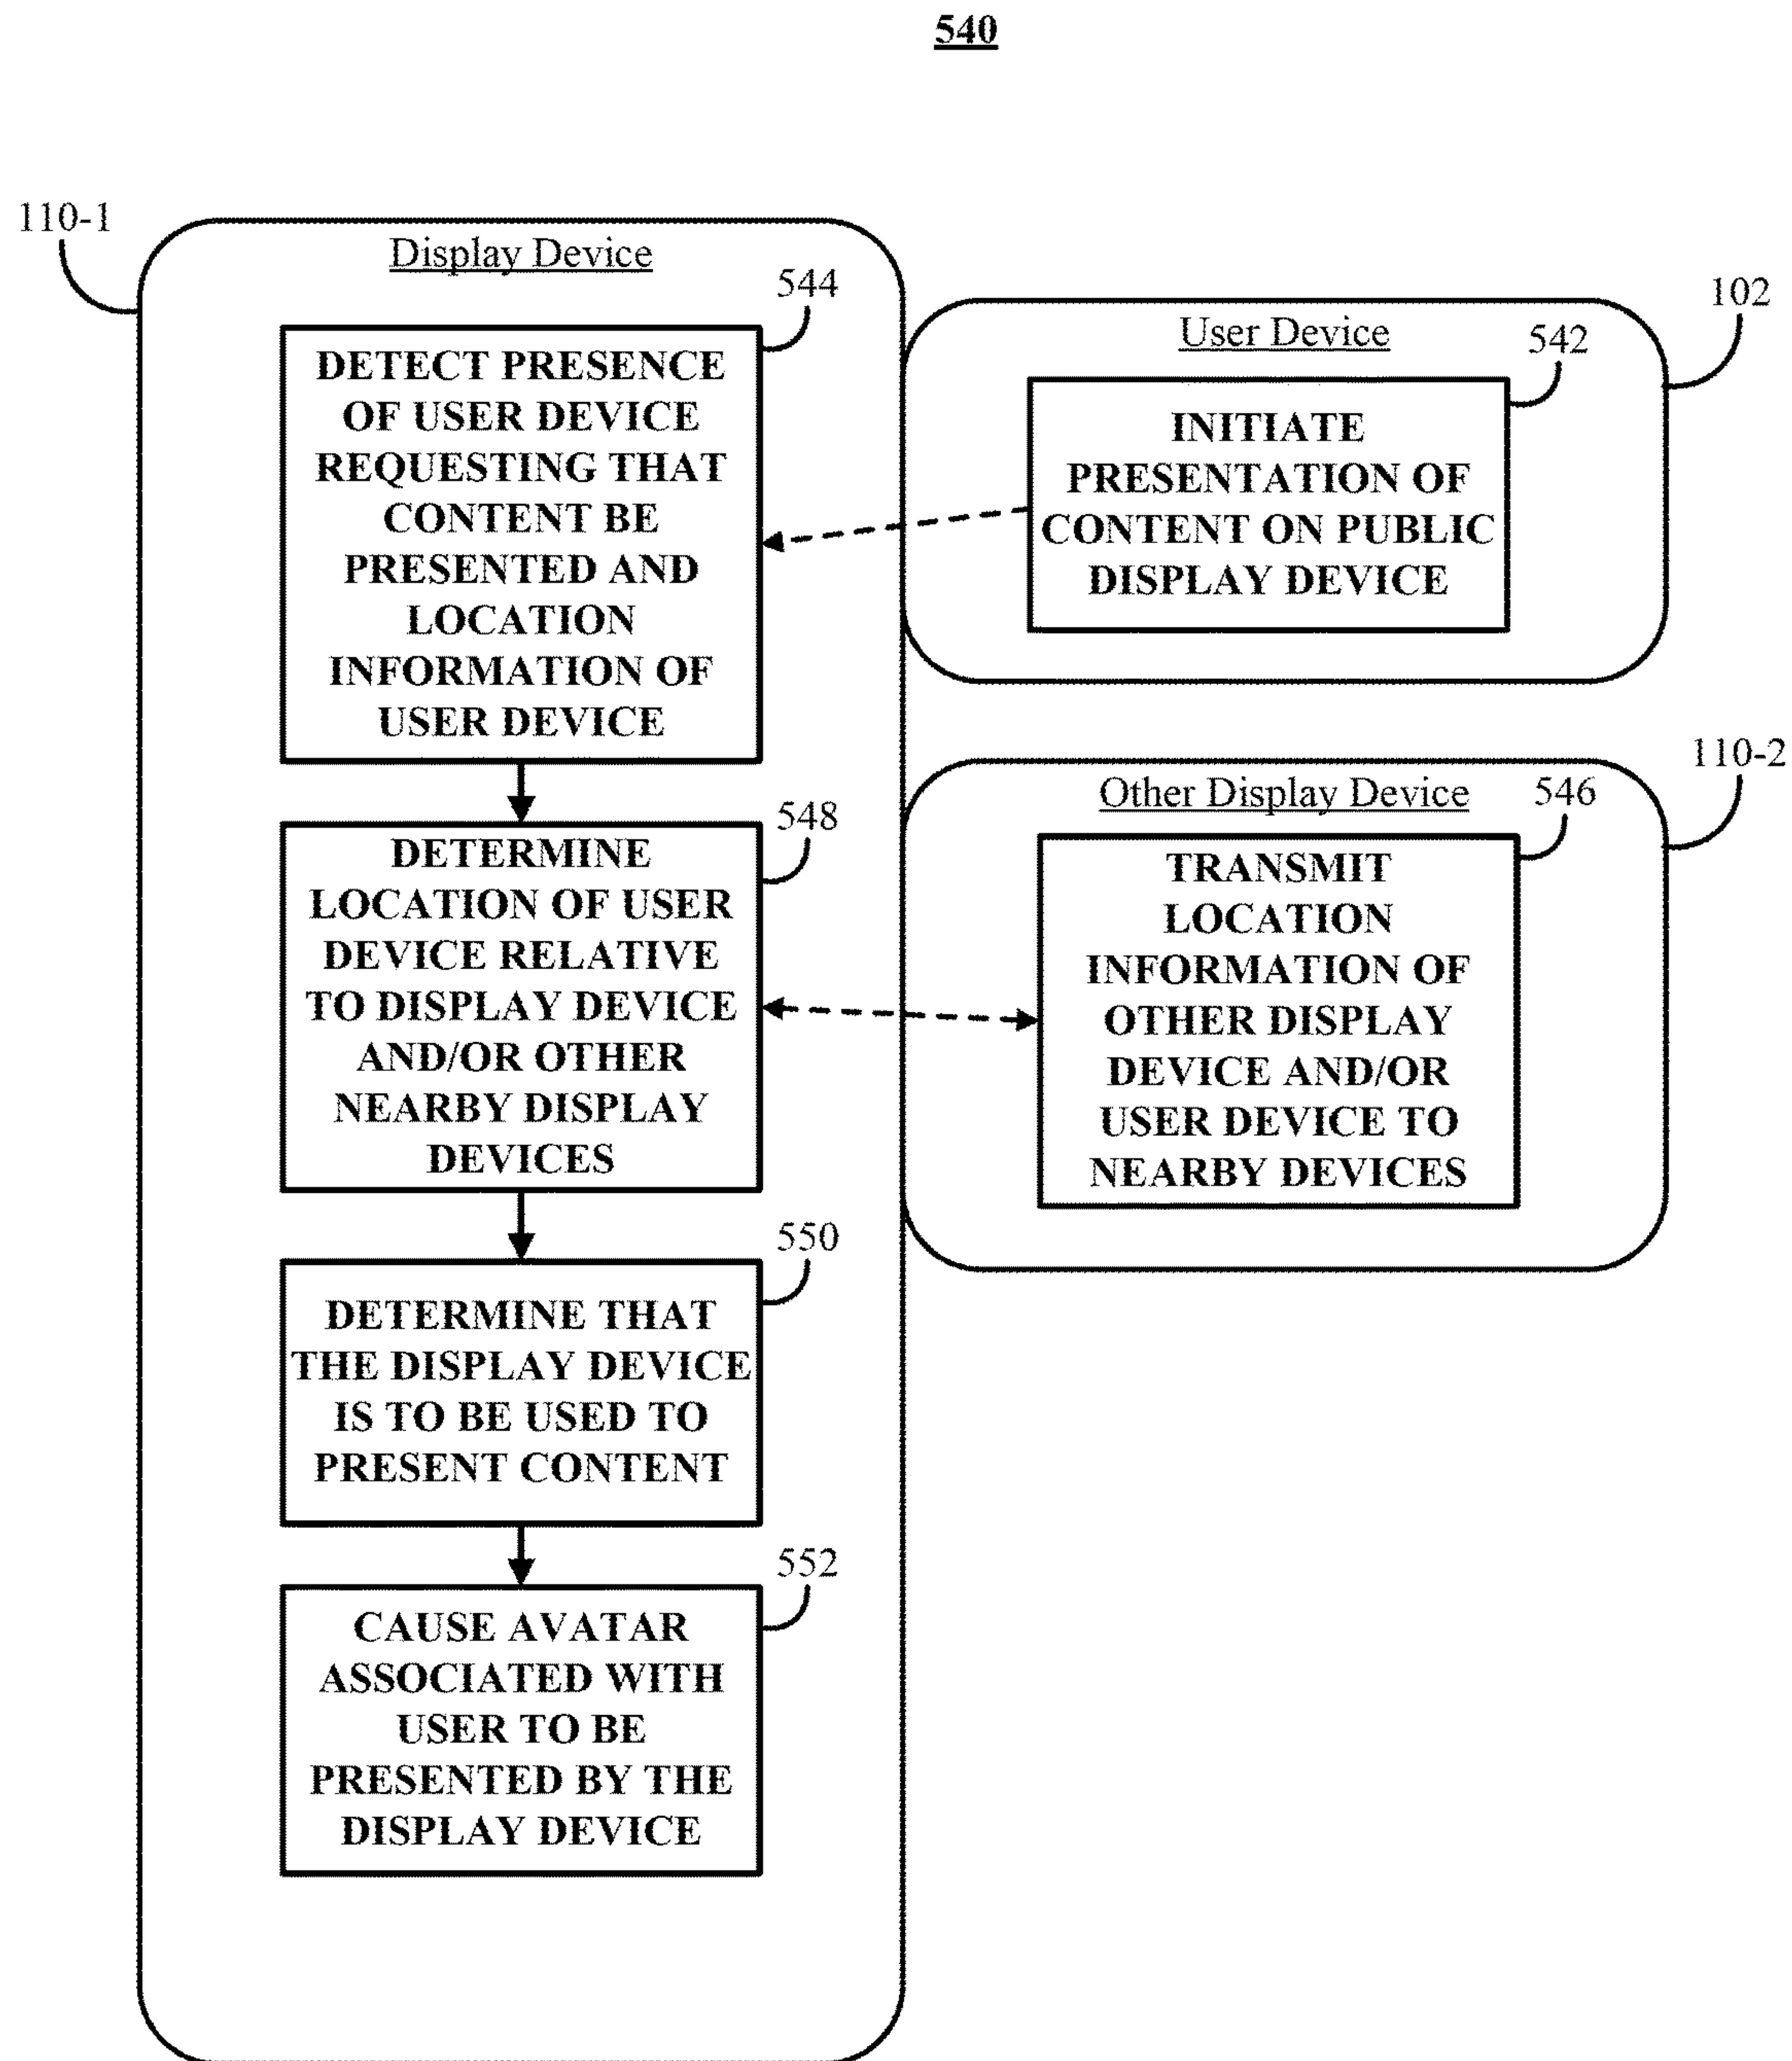 540
110-1
Display Device
544
DETECT PRESENCE
OF USER DEVICE
REQUESTING THAT
CONTENT BE
PRESENTED AND
LOCATION
INFORMATION OF
USER DEVICE
102
User Device
542
INITIATE
PRESENTATION OF
CONTENT ON PUBLIC
DISPLAY DEVICE
548
DETERMINE
LOCATION OF USER
DEVICE RELATIVE
TO DISPLAY DEVICE
AND/OR OTHER
NEARBY DISPLAY
DEVICES
110-2
Other Display Device
546
TRANSMIT
LOCATION
INFORMATION OF
OTHER DISPLAY
DEVICE AND/OR
USER DEVICE TO
NEARBY DEVICES
550
DETERMINE THAT
THE DISPLAY DEVICE
IS TO BE USED TO
PRESENT CONTENT
552
CAUSE AVATAR
ASSOCIATED WITH
USER TO BE
PRESENTED BY THE
DISPLAY DEVICE